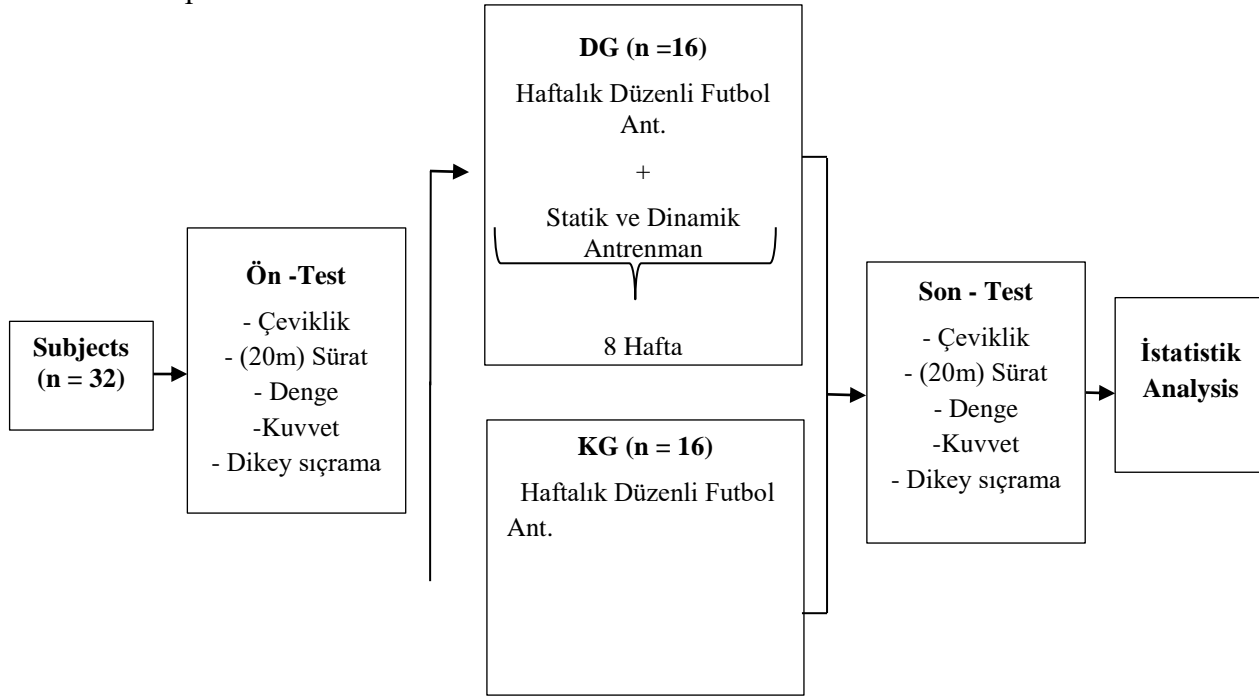 Subjects
(n = 32)
Ön -Test
- Çeviklik
- (20m) Sürat
- Denge
-Kuvvet
- Dikey sıçrama
DG (n =16)
Haftalık Düzenli Futbol
Ant.
+
Statik ve Dinamik
Antrenman
8 Hafta
KG (n = 16)
Haftalık Düzenli Futbol
Ant.
Son - Test
- Çeviklik
- (20m) Sürat
- Denge
-Kuvvet
- Dikey sıçrama
İstatistik
Analysis